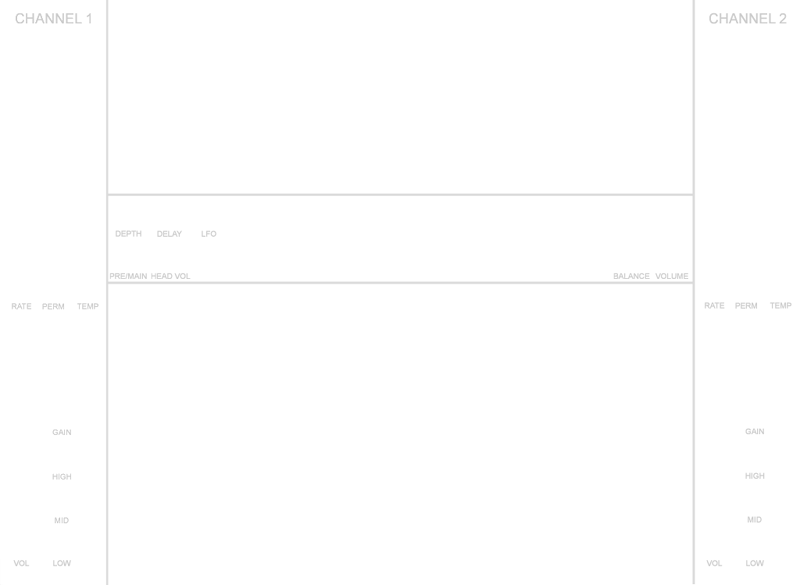 CHANNEL 1
CHANNEL 2
DEPTH DELAY LFO
PRE/MAIN HEAD VOL
BALANCE VOLUME
RATE PERM TEMP
RATE PERM TEMP
GAIN
GAIN
HIGH
HIGH
MID
MID
VOL LOW
VOL LOW